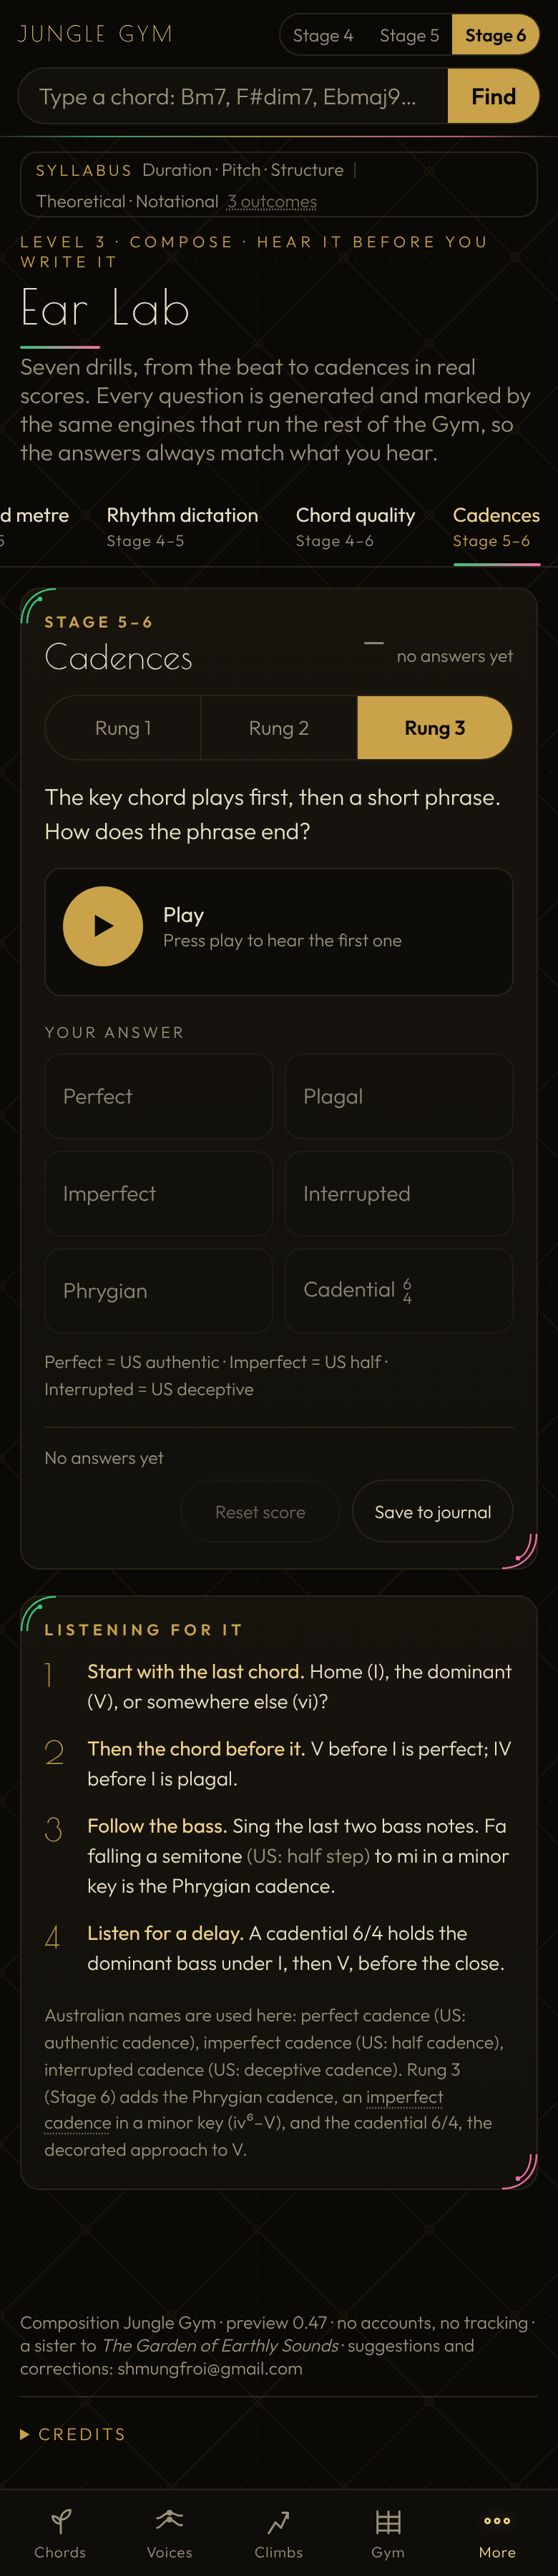 JUNGLE GYM
Stage 4 Stage 5 Stage 6
Type a chord: Bm7, F#dim7, Ebmaj9... Find
SYLLABUS Duration · Pitch · Structure |
Theoretical · Notational 3 outcomes
LEVEL 3 · COMPOSE · HEAR IT BEFORE YOU
WRITE IT
Ear Lab
Seven drills, from the beat to cadences in real
scores. Every question is generated and marked by
the same engines that run the rest of the Gym, so
the answers always match what you hear.
d metre Rhythm dictation Chord quality Cadences
5 Stage 4–5 Stage 4–6 Stage 5–6
STAGE 5–6
Cadences — no answers yet
Rung 1 Rung 2 Rung 3
The key chord plays first, then a short phrase.
How does the phrase end?
Play
Press play to hear the first one
YOUR ANSWER
Perfect Plagal
Imperfect Interrupted
Phrygian Cadential 6 4
Perfect = US authentic · Imperfect = US half ·
Interrupted = US deceptive
No answers yet
Reset score Save to journal
LISTENING FOR IT
1 Start with the last chord. Home (I), the dominant
(V), or somewhere else (vi)?
2 Then the chord before it. V before I is perfect; IV
before I is plagal.
3 Follow the bass. Sing the last two bass notes. Fa
falling a semitone (US: half step) to mi in a minor
key is the Phrygian cadence.
4 Listen for a delay. A cadential 6/4 holds the
dominant bass under I, then V, before the close.
Australian names are used here: perfect cadence (US:
authentic cadence), imperfect cadence (US: half cadence),
interrupted cadence (US: deceptive cadence). Rung 3
(Stage 6) adds the Phrygian cadence, an imperfect
cadence in a minor key (iv⁶–V), and the cadential 6/4, the
decorated approach to V.
Composition Jungle Gym · preview 0.47 · no accounts, no tracking ·
a sister to The Garden of Earthly Sounds · suggestions and
corrections: shmungfroi@gmail.com
▶ CREDITS
Chords Voices Climbs Gym More